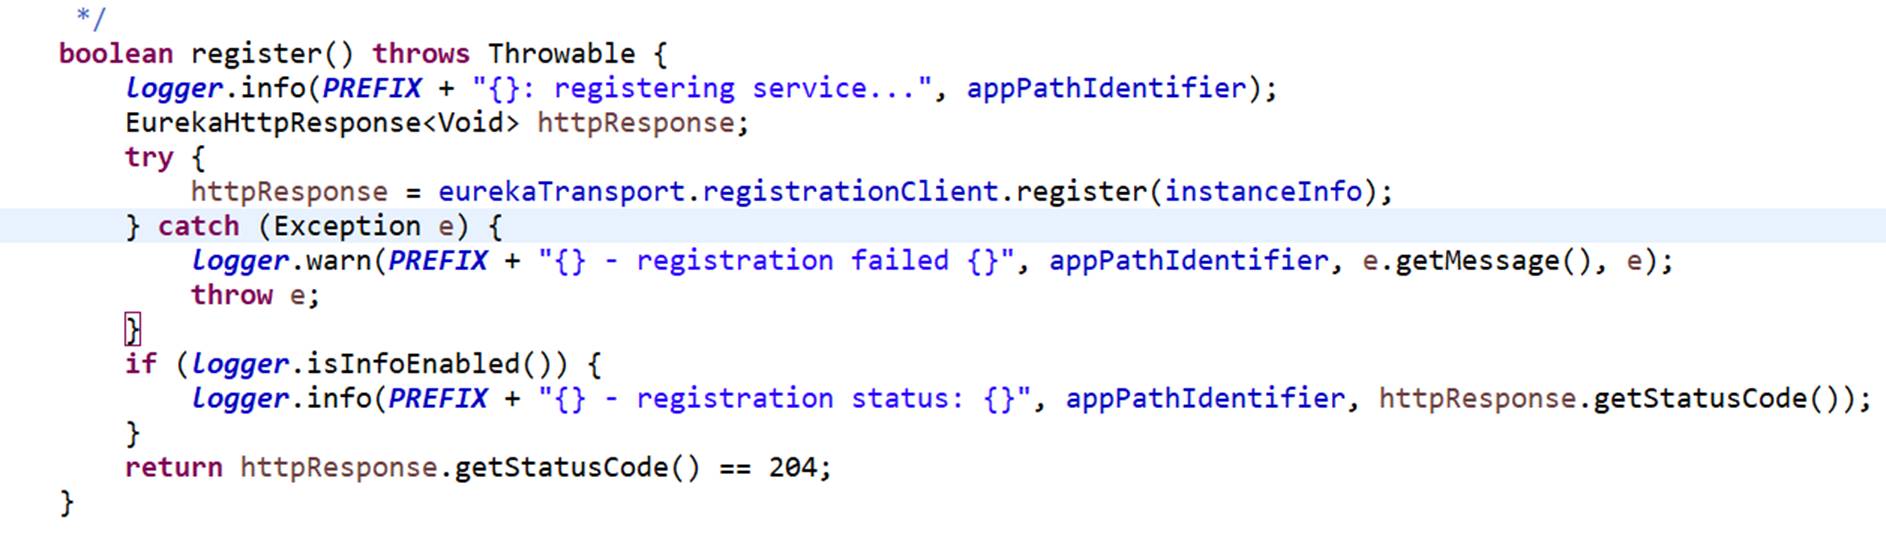 */
boolean register() throws Throwable {
logger.info(PREFIX + "{}: registering service...", appPathIdentifier);
EurekaHttpResponse<Void> httpResponse;
try {
httpResponse = eurekaTransport.registrationClient.register(instanceInfo);
} catch (Exception e) {
logger.warn(PREFIX + "{} - registration failed {}", appPathIdentifier, e.getMessage(), e);
throw e;
}
if (logger.isInfoEnabled()) {
logger.info(PREFIX + "{} - registration status: {}", appPathIdentifier, httpResponse.getStatusCode());
}
return httpResponse.getStatusCode() == 204;
}